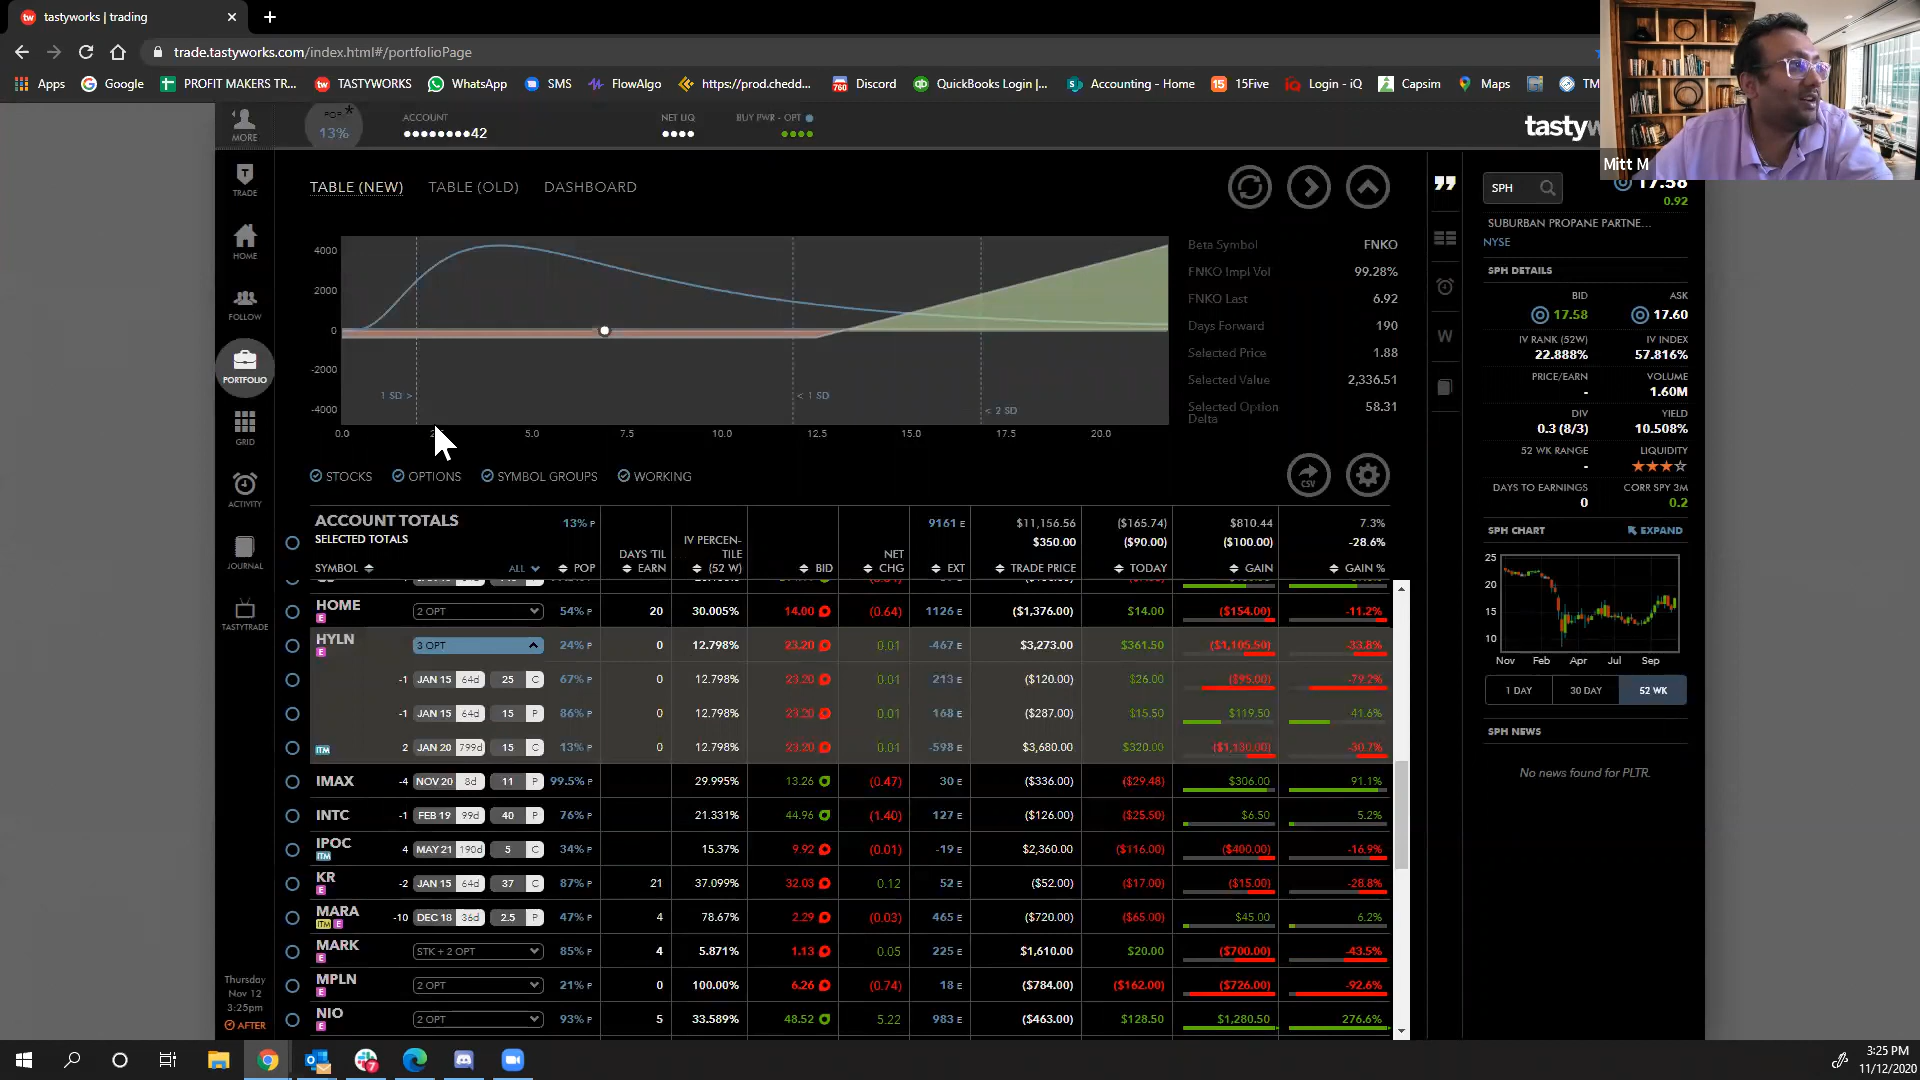 tastyworks | trading
trade.tastyworks.com/index.html#/portfolioPage
Apps Google PROFIT MAKERS TR... TASTYWORKS WhatsApp SMS FlowAlgo https://prod.chedd... Discord QuickBooks Login |... Accounting - Home 15Five Login - iQ Capsim Maps
Mitt M
MORE
POP
13%
ACCOUNT
42
NET LIQ
BUY PWR - OPT
TRADE
HOME
FOLLOW
PORTFOLIO
GRID
ACTIVITY
JOURNAL
TASTYTRADE
Thursday
Nov 12
3:25pm
AFTER
TABLE (NEW) TABLE (OLD) DASHBOARD
4000
2000
0
-2000
-4000
1 SD > < 1 SD < 2 SD
0.0 5.0 7.5 10.0 12.5 15.0 17.5 20.0
Beta Symbol FNKO
FNKO Impl Vol 99.28%
FNKO Last 6.92
Days Forward 190
Selected Price 1.88
Selected Value 2,336.51
Selected Option 58.31
Delta
STOCKS OPTIONS SYMBOL GROUPS WORKING
CSV
ACCOUNT TOTALS 13% P 9161 E $11,156.56 ($165.74) $810.44 7.3%
SELECTED TOTALS $350.00 ($90.00) ($100.00) -28.6%
SYMBOL ALL POP DAYS 'TIL EARN IV PERCEN-TILE (52 W) BID NET CHG EXT TRADE PRICE TODAY GAIN GAIN %
HOME E 2 OPT 54% P 20 30.005% 14.00 (0.64) 1126 E ($1,376.00) $14.00 ($154.00) -11.2%
HYLN E 3 OPT 24% P 0 12.798% 23.20 0.01 -467 E $3,273.00 $361.50 ($1,105.50) -33.8%
-1 JAN 15 64d 25 C 67% P 0 12.798% 23.20 0.01 213 E ($120.00) $26.00 ($95.00) -79.2%
-1 JAN 15 64d 15 P 86% P 0 12.798% 23.20 0.01 168 E ($287.00) $15.50 $119.50 41.6%
ITM 2 JAN 20 799d 15 C 13% P 0 12.798% 23.20 0.01 -598 E $3,680.00 $320.00 ($1,130.00) -30.7%
IMAX -4 NOV 20 8d 11 P 99.5% P 29.995% 13.26 (0.47) 30 E ($336.00) ($29.48) $306.00 91.1%
INTC -1 FEB 19 99d 40 P 76% P 21.331% 44.96 (1.40) 127 E ($126.00) ($25.50) $6.50 5.2%
IPOC ITM 4 MAY 21 190d 5 C 34% P 15.37% 9.92 (0.01) -19 E $2,360.00 ($116.00) ($400.00) -16.9%
KR E -2 JAN 15 64d 37 C 87% P 21 37.099% 32.03 0.12 52 E ($52.00) ($17.00) ($15.00) -28.8%
MARA ITM E -10 DEC 18 36d 2.5 P 47% P 4 78.67% 2.29 (0.03) 465 E ($720.00) ($65.00) $45.00 6.2%
MARK E STK + 2 OPT 85% P 4 5.871% 1.13 0.05 225 E $1,610.00 $20.00 ($700.00) -43.5%
MPLN E 2 OPT 21% P 0 100.00% 6.26 (0.74) 18 E ($784.00) ($162.00) ($726.00) -92.6%
NIO E 2 OPT 93% P 5 33.589% 48.52 5.22 983 E ($463.00) $128.50 $1,280.50 276.6%
W
SPH 17.58
0.92
SUBURBAN PROPANE PARTNE...
NYSE
SPH DETAILS
BID ASK
17.58 17.60
IV RANK (52W) IV INDEX
22.888% 57.816%
PRICE/EARN VOLUME
- 1.60M
DIV YIELD
0.3 (8/3) 10.508%
52 WK RANGE LIQUIDITY
-
DAYS TO EARNINGS CORR SPY 3M
0 0.2
SPH CHART EXPAND
25
20
15
10
Nov Feb Apr Jul Sep
1 DAY 30 DAY 52 WK
SPH NEWS
No news found for PLTR.
3:25 PM
11/12/2020